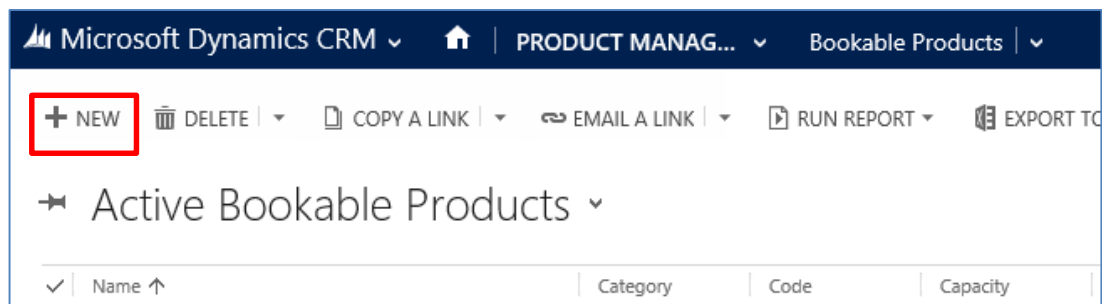 Microsoft Dynamics CRM PRODUCT MANAG... Bookable Products
NEW DELETE COPY A LINK EMAIL A LINK RUN REPORT EXPORT TO
Active Bookable Products
Name Category Code Capacity